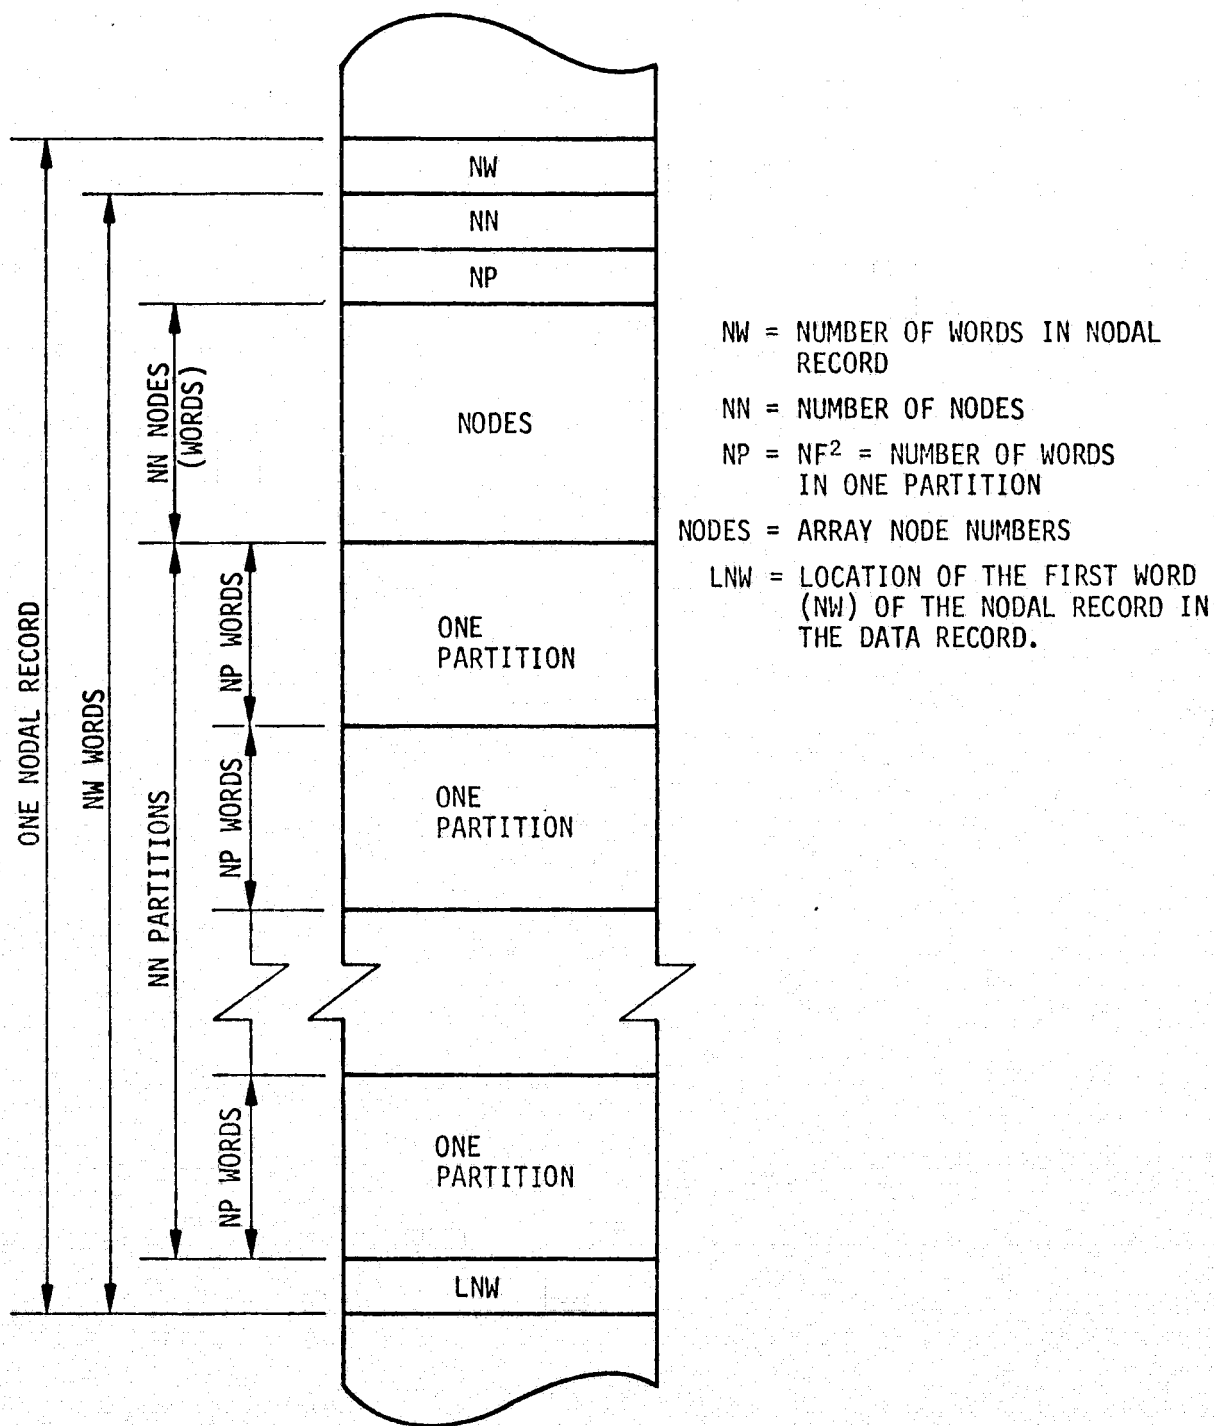 NW
NN
NP
NODES
ONE
PARTITION
ONE
PARTITION
ONE
PARTITION
LNW
ONE NODAL RECORD
NW WORDS
NN NODES
(WORDS)
NN PARTITIONS
NP WORDS
NP WORDS
NP WORDS
NW = NUMBER OF WORDS IN NODAL
RECORD
NN = NUMBER OF NODES
NP = NF² = NUMBER OF WORDS
IN ONE PARTITION
NODES = ARRAY NODE NUMBERS
LNW = LOCATION OF THE FIRST WORD
(NW) OF THE NODAL RECORD IN
THE DATA RECORD.